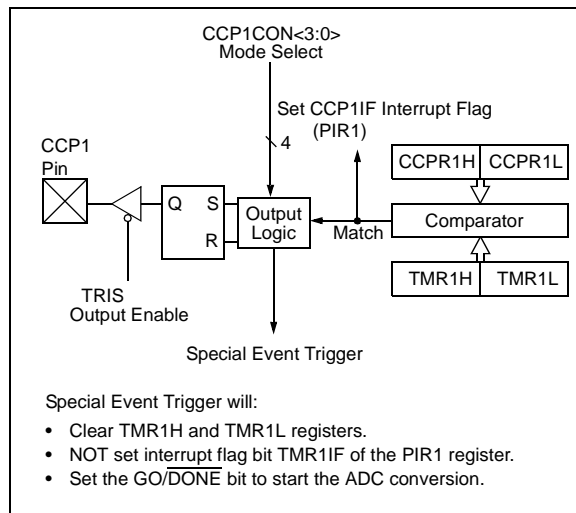 CCP1CON<3:0>
Mode Select
Set CCP1IF Interrupt Flag
(PIR1)
4
CCP1
Pin
CCPR1H CCPR1L
Q S
R
Output
Logic
Match
Comparator
TRIS
Output Enable
TMR1H TMR1L
Special Event Trigger
Special Event Trigger will:
• Clear TMR1H and TMR1L registers.
• NOT set interrupt flag bit TMR1IF of the PIR1 register.
• Set the GO/DONE bit to start the ADC conversion.